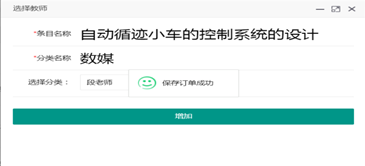 选择教师
*条目名称 自动循迹小车的控制系统的设计
*分类名称 数媒
选择分类： 段老师 保存订单成功
增加